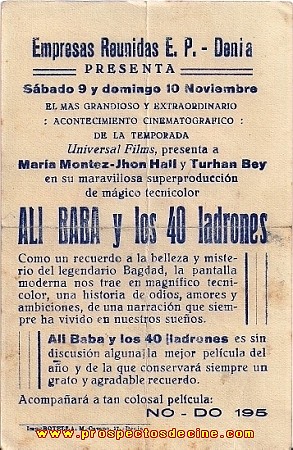 Empresas Reunidas E. P. - Denia
PRESENTA
Sábado 9 y domingo 10 Noviembre
EL MAS GRANDIOSO Y EXTRAORDINARIO
: ACONTECIMIENTO CINEMATOGRAFICO :
DE LA TEMPORADA
Universal Films, presenta a
María Montez-Jhon Hall y Turhan Bey
en su maravillosa superproducción
de mágico tecnicolor
ALI BABA y los 40 ladrones
Como un recuerdo a la belleza y miste-
rio del legendario Bagdad, la pantalla
moderna nos trae en magnífico tecni-
color, una historia de odios, amores y
ambiciones, de una narración que siem-
pre ha vivido en nuestros sueños.
Ali Baba y los 40 ladrones es sin
discusión alguna la mejor película del
año y de la que conservará siempre un
grato y agradable recuerdo.
Acompañará a tan colosal película:
NO-DO 195
Imp. BOTELLA. M.
www.prospectosdecine.com